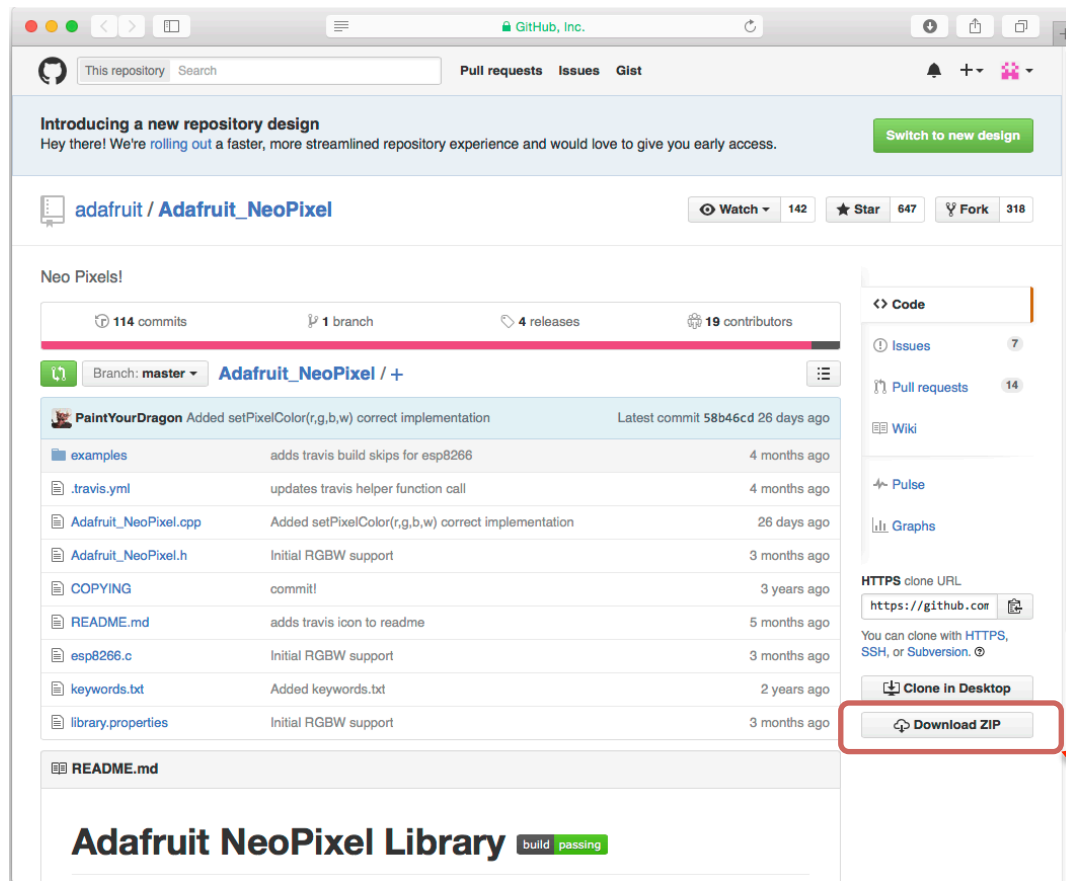 GitHub, Inc.
This repository Search Pull requests Issues Gist
Introducing a new repository design
Hey there! We're rolling out a faster, more streamlined repository experience and would love to give you early access.
Switch to new design
adafruit / Adafruit_NeoPixel
Watch 142 Star 647 Fork 318
Neo Pixels!
114 commits 1 branch 4 releases 19 contributors
Branch: master Adafruit_NeoPixel / +
PaintYourDragon Added setPixelColor(r,g,b,w) correct implementation Latest commit 58b46cd 26 days ago
examples adds travis build skips for esp8266 4 months ago
.travis.yml updates travis helper function call 4 months ago
Adafruit_NeoPixel.cpp Added setPixelColor(r,g,b,w) correct implementation 26 days ago
Adafruit_NeoPixel.h Initial RGBW support 3 months ago
COPYING commit! 3 years ago
README.md adds travis icon to readme 5 months ago
esp8266.c Initial RGBW support 3 months ago
keywords.txt Added keywords.txt 2 years ago
library.properties Initial RGBW support 3 months ago
README.md
Adafruit NeoPixel Library build passing
Code
Issues 7
Pull requests 14
Wiki
Pulse
Graphs
HTTPS clone URL
https://github.com
You can clone with HTTPS,
SSH, or Subversion.
Clone in Desktop
Download ZIP